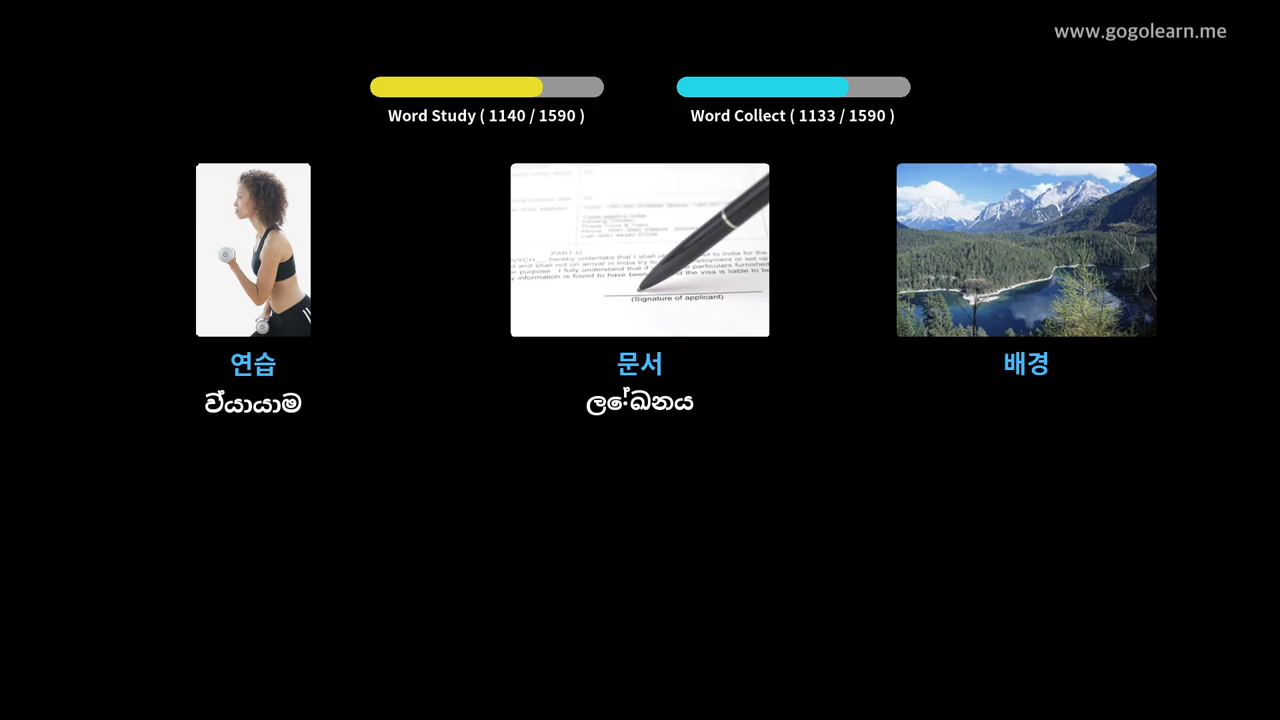 www.gogolearn.me
Word Study ( 1140 / 1590 )
Word Collect ( 1133 / 1590 )
PART D
(Signature of applicant)
연습
문서
배경
ව්යායාම
ලේඛනය